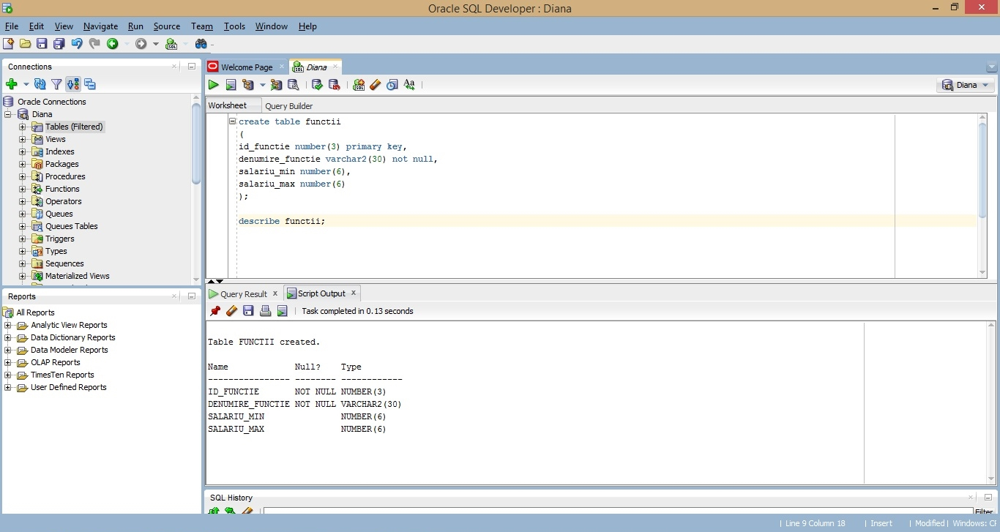 Oracle SQL Developer : Diana
File Edit View Navigate Run Source Team Tools Window Help
Connections
Oracle Connections
Diana
Tables (Filtered)
Views
Indexes
Packages
Procedures
Functions
Operators
Queues
Queues Tables
Triggers
Types
Sequences
Materialized Views
Reports
All Reports
Analytic View Reports
Data Dictionary Reports
Data Modeler Reports
OLAP Reports
TimesTen Reports
User Defined Reports
Welcome Page Diana
Diana
Worksheet Query Builder
create table functii
(
id_functie number(3) primary key,
denumire_functie varchar2(30) not null,
salariu_min number(6),
salariu_max number(6)
);
describe functii;
Query Result x Script Output x
Task completed in 0.13 seconds
Table FUNCTII created.
Name Null? Type
---------------- -------- ------------
ID_FUNCTIE NOT NULL NUMBER(3)
DENUMIRE_FUNCTIE NOT NULL VARCHAR2(30)
SALARIU_MIN NUMBER(6)
SALARIU_MAX NUMBER(6)
SQL History
Filter
| Line 9 Column 18 | Insert | Modified | Windows: